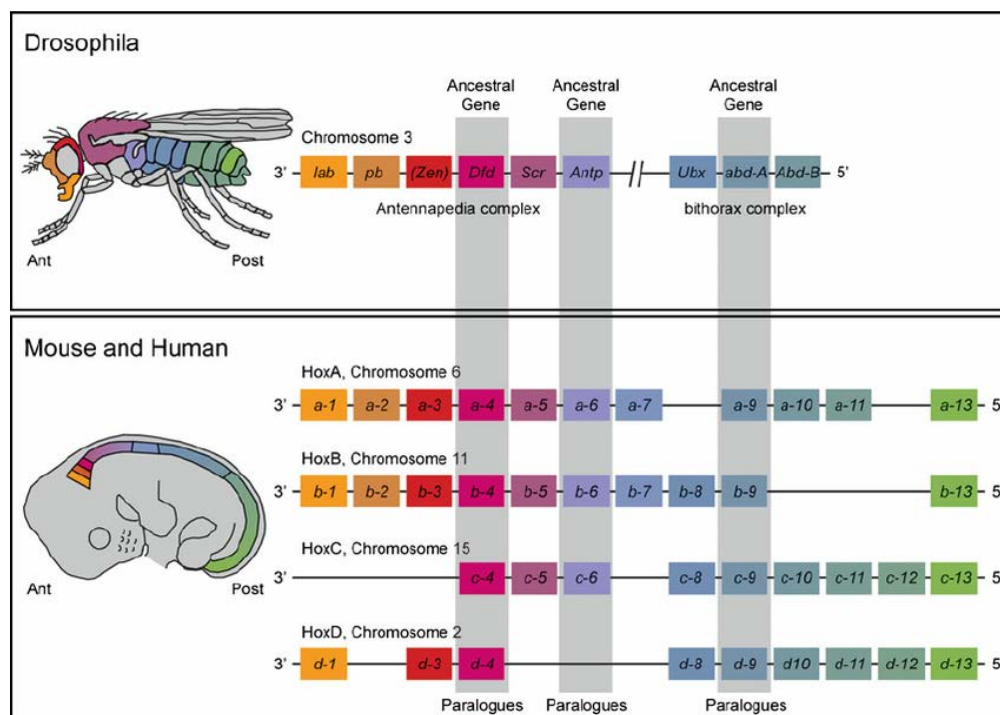 Drosophila
Ancestral Gene
Ancestral Gene
Ancestral Gene
Chromosome 3
3' lab pb (Zen) Dfd Scr Antp // Ubx abd-A Abd-B 5'
Antennapedia complex bithorax complex
Ant Post
Mouse and Human
HoxA, Chromosome 6
3' a-1 a-2 a-3 a-4 a-5 a-6 a-7 a-9 a-10 a-11 a-13 5'
HoxB, Chromosome 11
3' b-1 b-2 b-3 b-4 b-5 b-6 b-7 b-8 b-9 b-13 5
HoxC, Chromosome 15
3' c-4 c-5 c-6 c-8 c-9 c-10 c-11 c-12 c-13 5
Ant Post
HoxD, Chromosome 2
3' d-1 d-3 d-4 d-8 d-9 d10 d-11 d-12 d-13 5
Paralogues Paralogues Paralogues